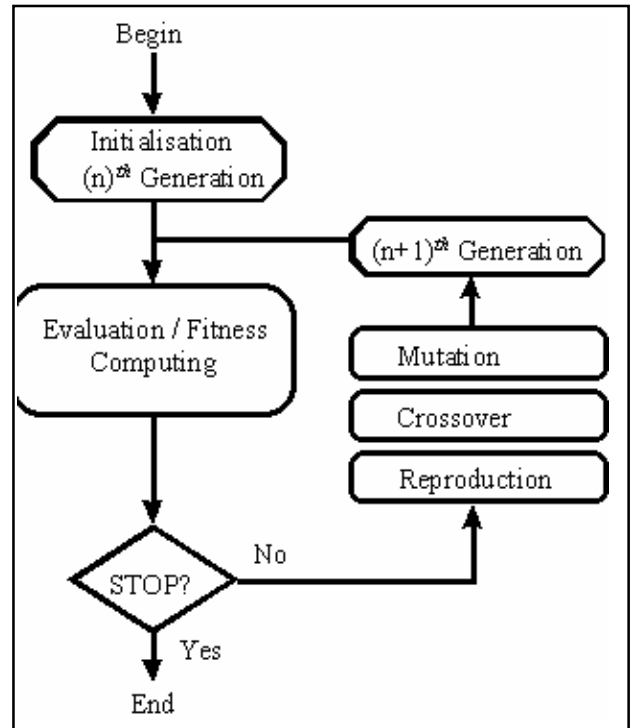 Begin
Initialisation
(n)th Generation
(n+1)th Generation
Evaluation / Fitness
Computing
Mutation
Crossover
Reproduction
STOP?
No
Yes
End